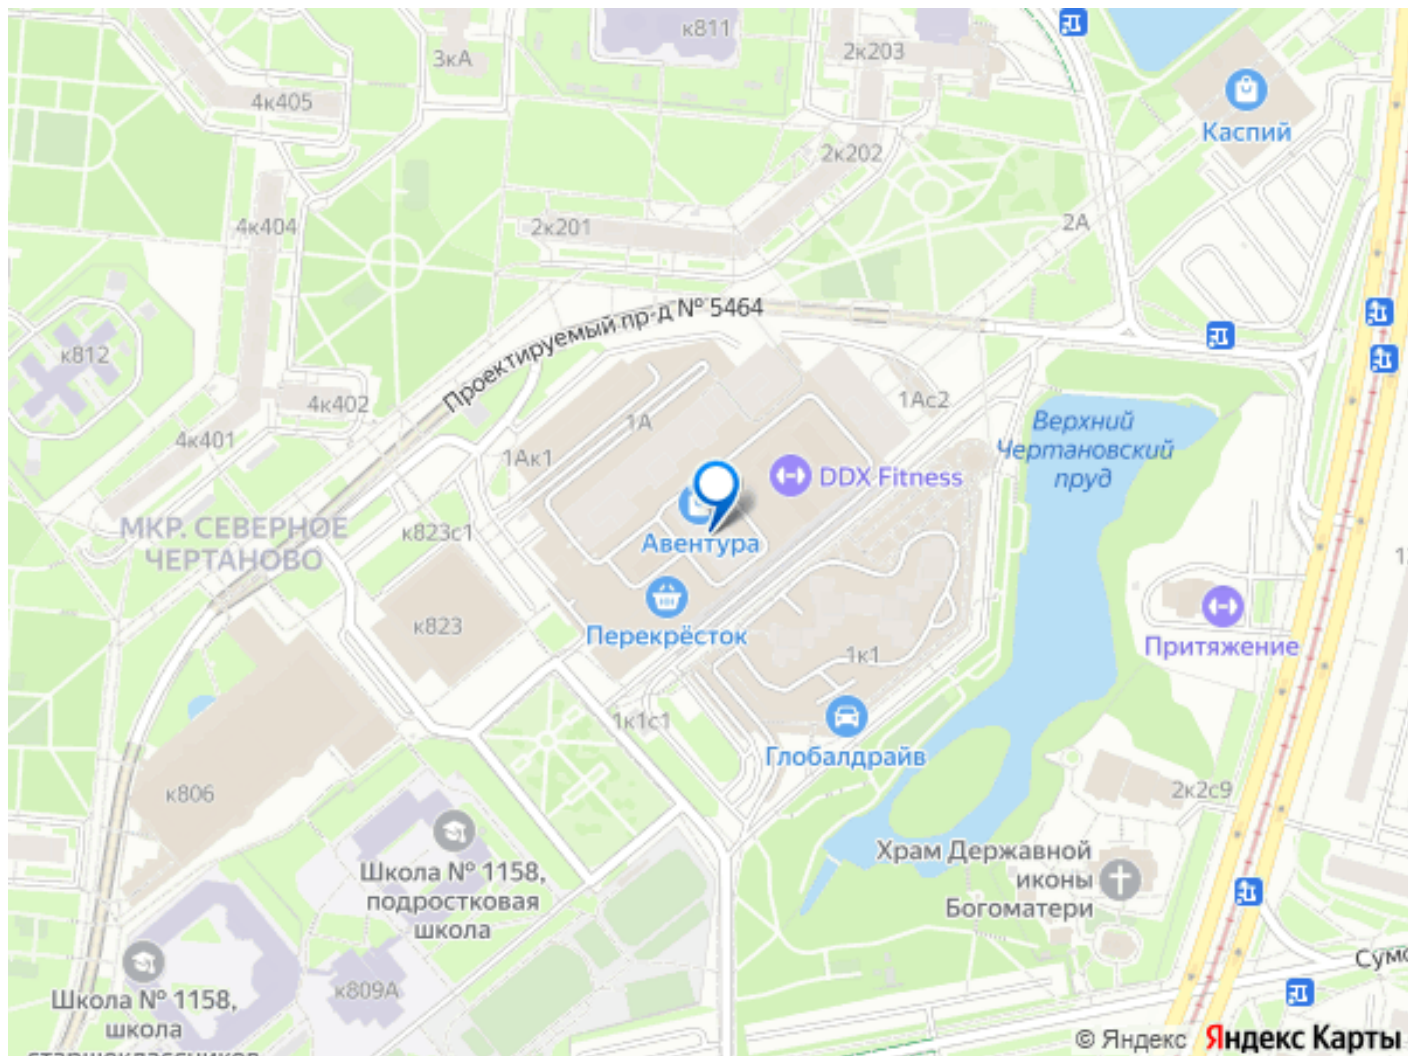 к811
3кА
2к203
4к405
Каспий
2к202
4к404
2к201
2А
Проектируемый пр-д № 5464
к812
4к402
1Ас2
1А
Верхний
Чертановский
пруд
4к401
1Ак1
DDX Fitness
МКР. СЕВЕРНОЕ
ЧЕРТАНОВО
к823с1
Авентура
к823
Перекрёсток
1к1
Притяжение
1к1с1
Глобалдрайв
к806
2к2с9
Школа № 1158,
подростковая
школа
Храм Державной
иконы
Богоматери
к809А
Школа № 1158,
школа
старшеклассников
© Яндекс Яндекс Карты